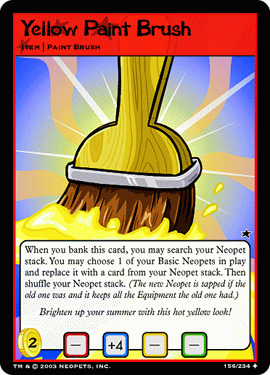 Yellow Paint Brush
Item | Paint Brush
When you bank this card, you may search your Neopet
stack. You may choose 1 of your Basic Neopets in play
and replace it with a card from your Neopet stack. Then
shuffle your Neopet stack. (The new Neopet is tapped if the
old one was and it keeps all the Equipment the old one had.)
Brighten up your summer with this hot yellow look!
2 – +4 – –
TM & © 2003 NEOPETS, INC. 156/234 ♦